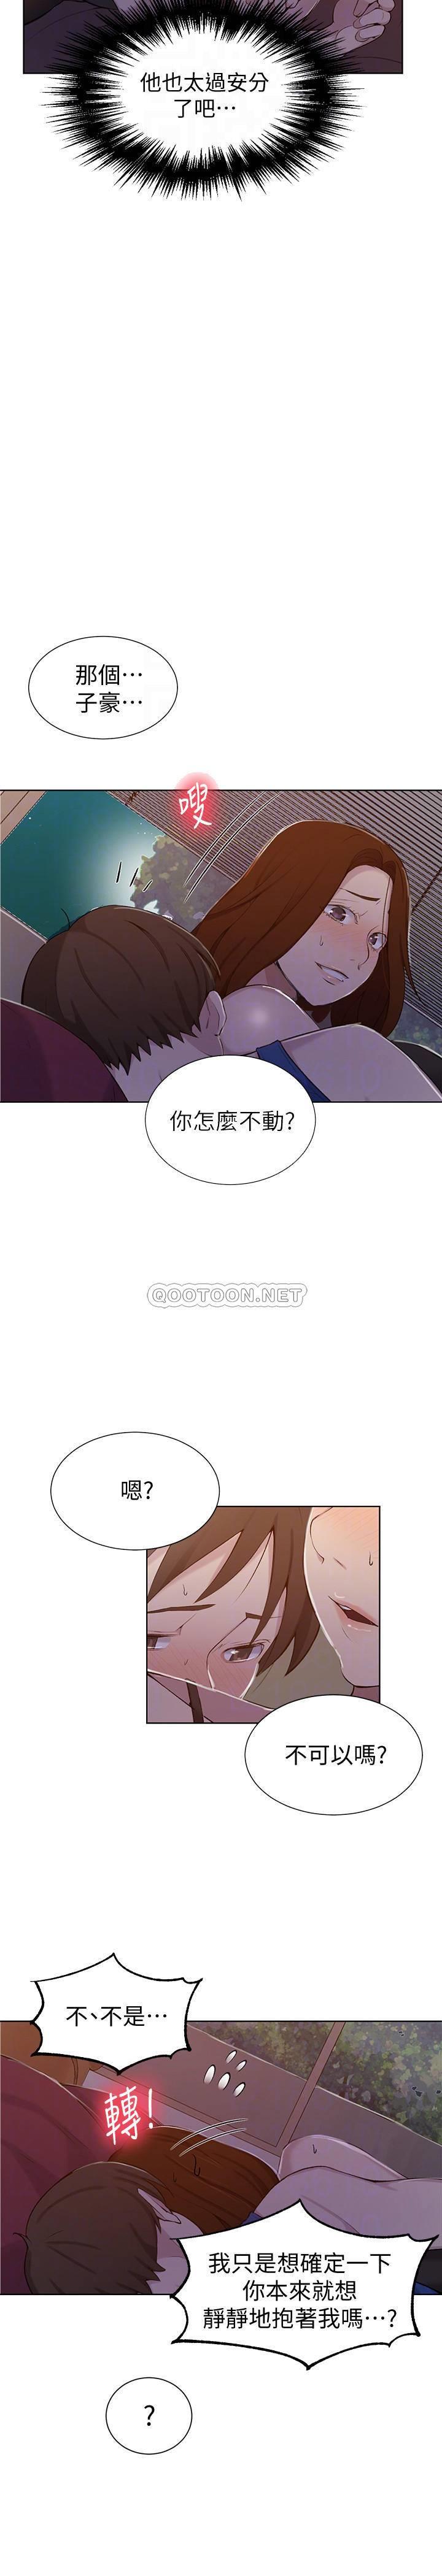 他也太過安分
了吧…
那個…
子豪…
嗖
你怎麼不動?
QOOTOON.NET
嗯?
不可以嗎?
不、不是…
轉!
我只是想確定一下
你本來就想
靜靜地抱著我嗎…?
?